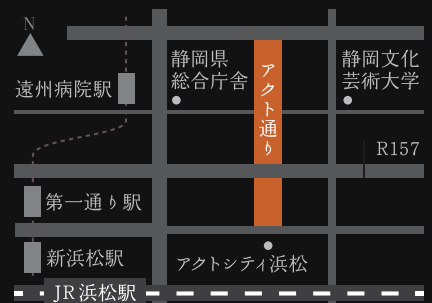 N
静岡県
総合庁舎
静岡文化
芸術大学
アクト通り
遠州病院駅
R157
第一通り駅
新浜松駅
アクトシティ浜松
JR浜松駅